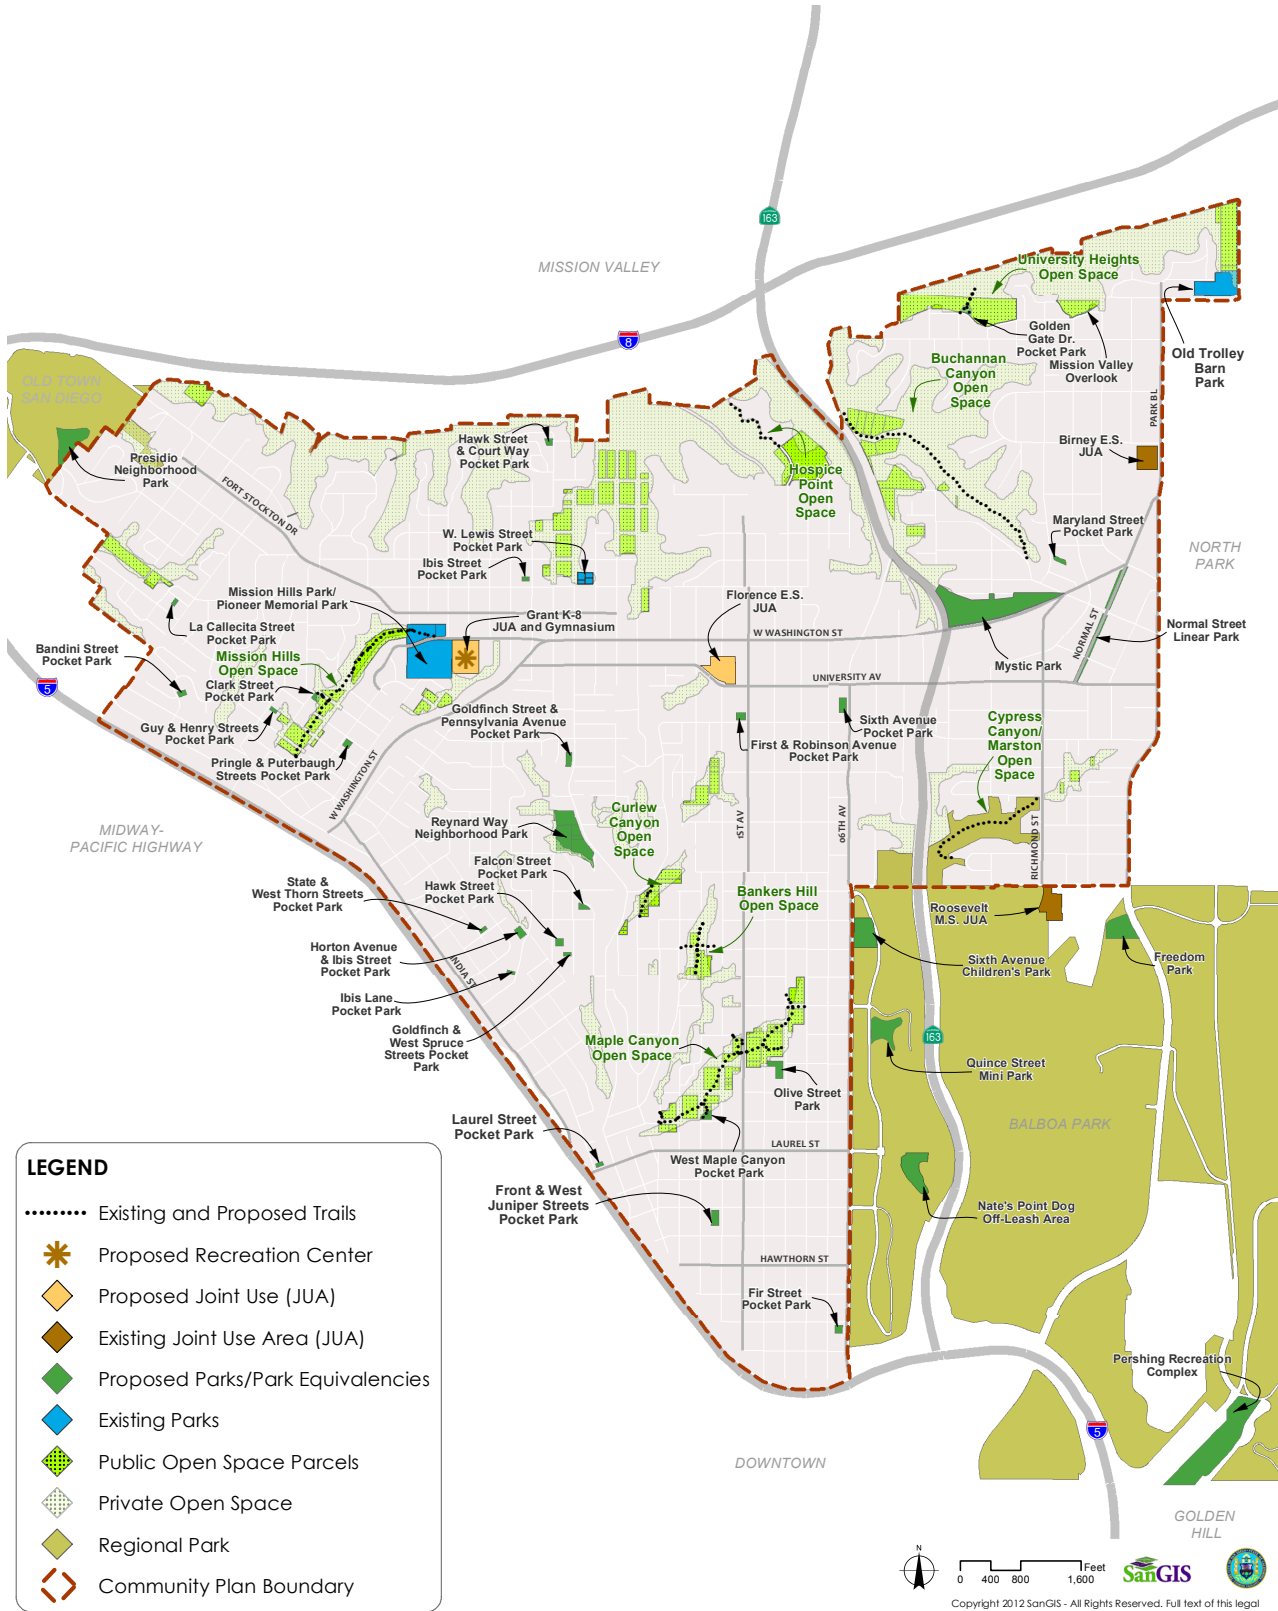 163
MISSION VALLEY
8
University Heights
Open Space
Golden
Gate Dr.
Pocket Park
Mission Valley
Overlook
Old Trolley
Barn
Park
Buchannan
Canyon
Open
Space
PARK BL
OLD TOWN
SAN DIEGO
Presidio
Neighborhood
Park
FORT STOCKTON DR
Hawk Street
& Court Way
Pocket Park
Hospice
Point
Open
Space
Birney E.S.
JUA
Maryland Street
Pocket Park
NORTH
PARK
W. Lewis Street
Pocket Park
Ibis Street
Pocket Park
Mission Hills Park/
Pioneer Memorial Park
Grant K-8
JUA and Gymnasium
Florence E.S.
JUA
W WASHINGTON ST
NORMAL ST
Normal Street
Linear Park
Mystic Park
La Callecita Street
Pocket Park
Bandini Street
Pocket Park
Mission Hills
Open Space
Clark Street
Pocket Park
5
Guy & Henry Streets
Pocket Park
Pringle & Puterbaugh
Streets Pocket Park
W WASHINGTON ST
UNIVERSITY AV
Goldfinch Street &
Pennsylvania Avenue
Pocket Park
First & Robinson Avenue
Pocket Park
Sixth Avenue
Pocket Park
Cypress
Canyon/
Marston
Open
Space
MIDWAY-
PACIFIC HIGHWAY
Reynard Way
Neighborhood Park
Curlew
Canyon
Open
Space
1ST AV
o6TH AV
RICHMOND ST
Falcon Street
Pocket Park
Hawk Street
Pocket Park
State &
West Thorn Streets
Pocket Park
Bankers Hill
Open Space
Roosevelt
M.S. JUA
Horton Avenue
& Ibis Street
Pocket Park
INDIA ST
Sixth Avenue
Children's Park
Freedom
Park
Ibis Lane
Pocket Park
Goldfinch &
West Spruce
Streets Pocket
Park
Maple Canyon
Open Space
163
Quince Street
Mini Park
Olive Street
Park
BALBOA PARK
Laurel Street
Pocket Park
LAUREL ST
West Maple Canyon
Pocket Park
Front & West
Juniper Streets
Pocket Park
Nate's Point Dog
Off-Leash Area
HAWTHORN ST
Fir Street
Pocket Park
Pershing Recreation
Complex
5
DOWNTOWN
GOLDEN
HILL
LEGEND
Existing and Proposed Trails
Proposed Recreation Center
Proposed Joint Use (JUA)
Existing Joint Use Area (JUA)
Proposed Parks/Park Equivalencies
Existing Parks
Public Open Space Parcels
Private Open Space
Regional Park
Community Plan Boundary
N
Feet
0 400 800 1,600
SanGIS
Copyright 2012 SanGIS - All Rights Reserved. Full text of this legal